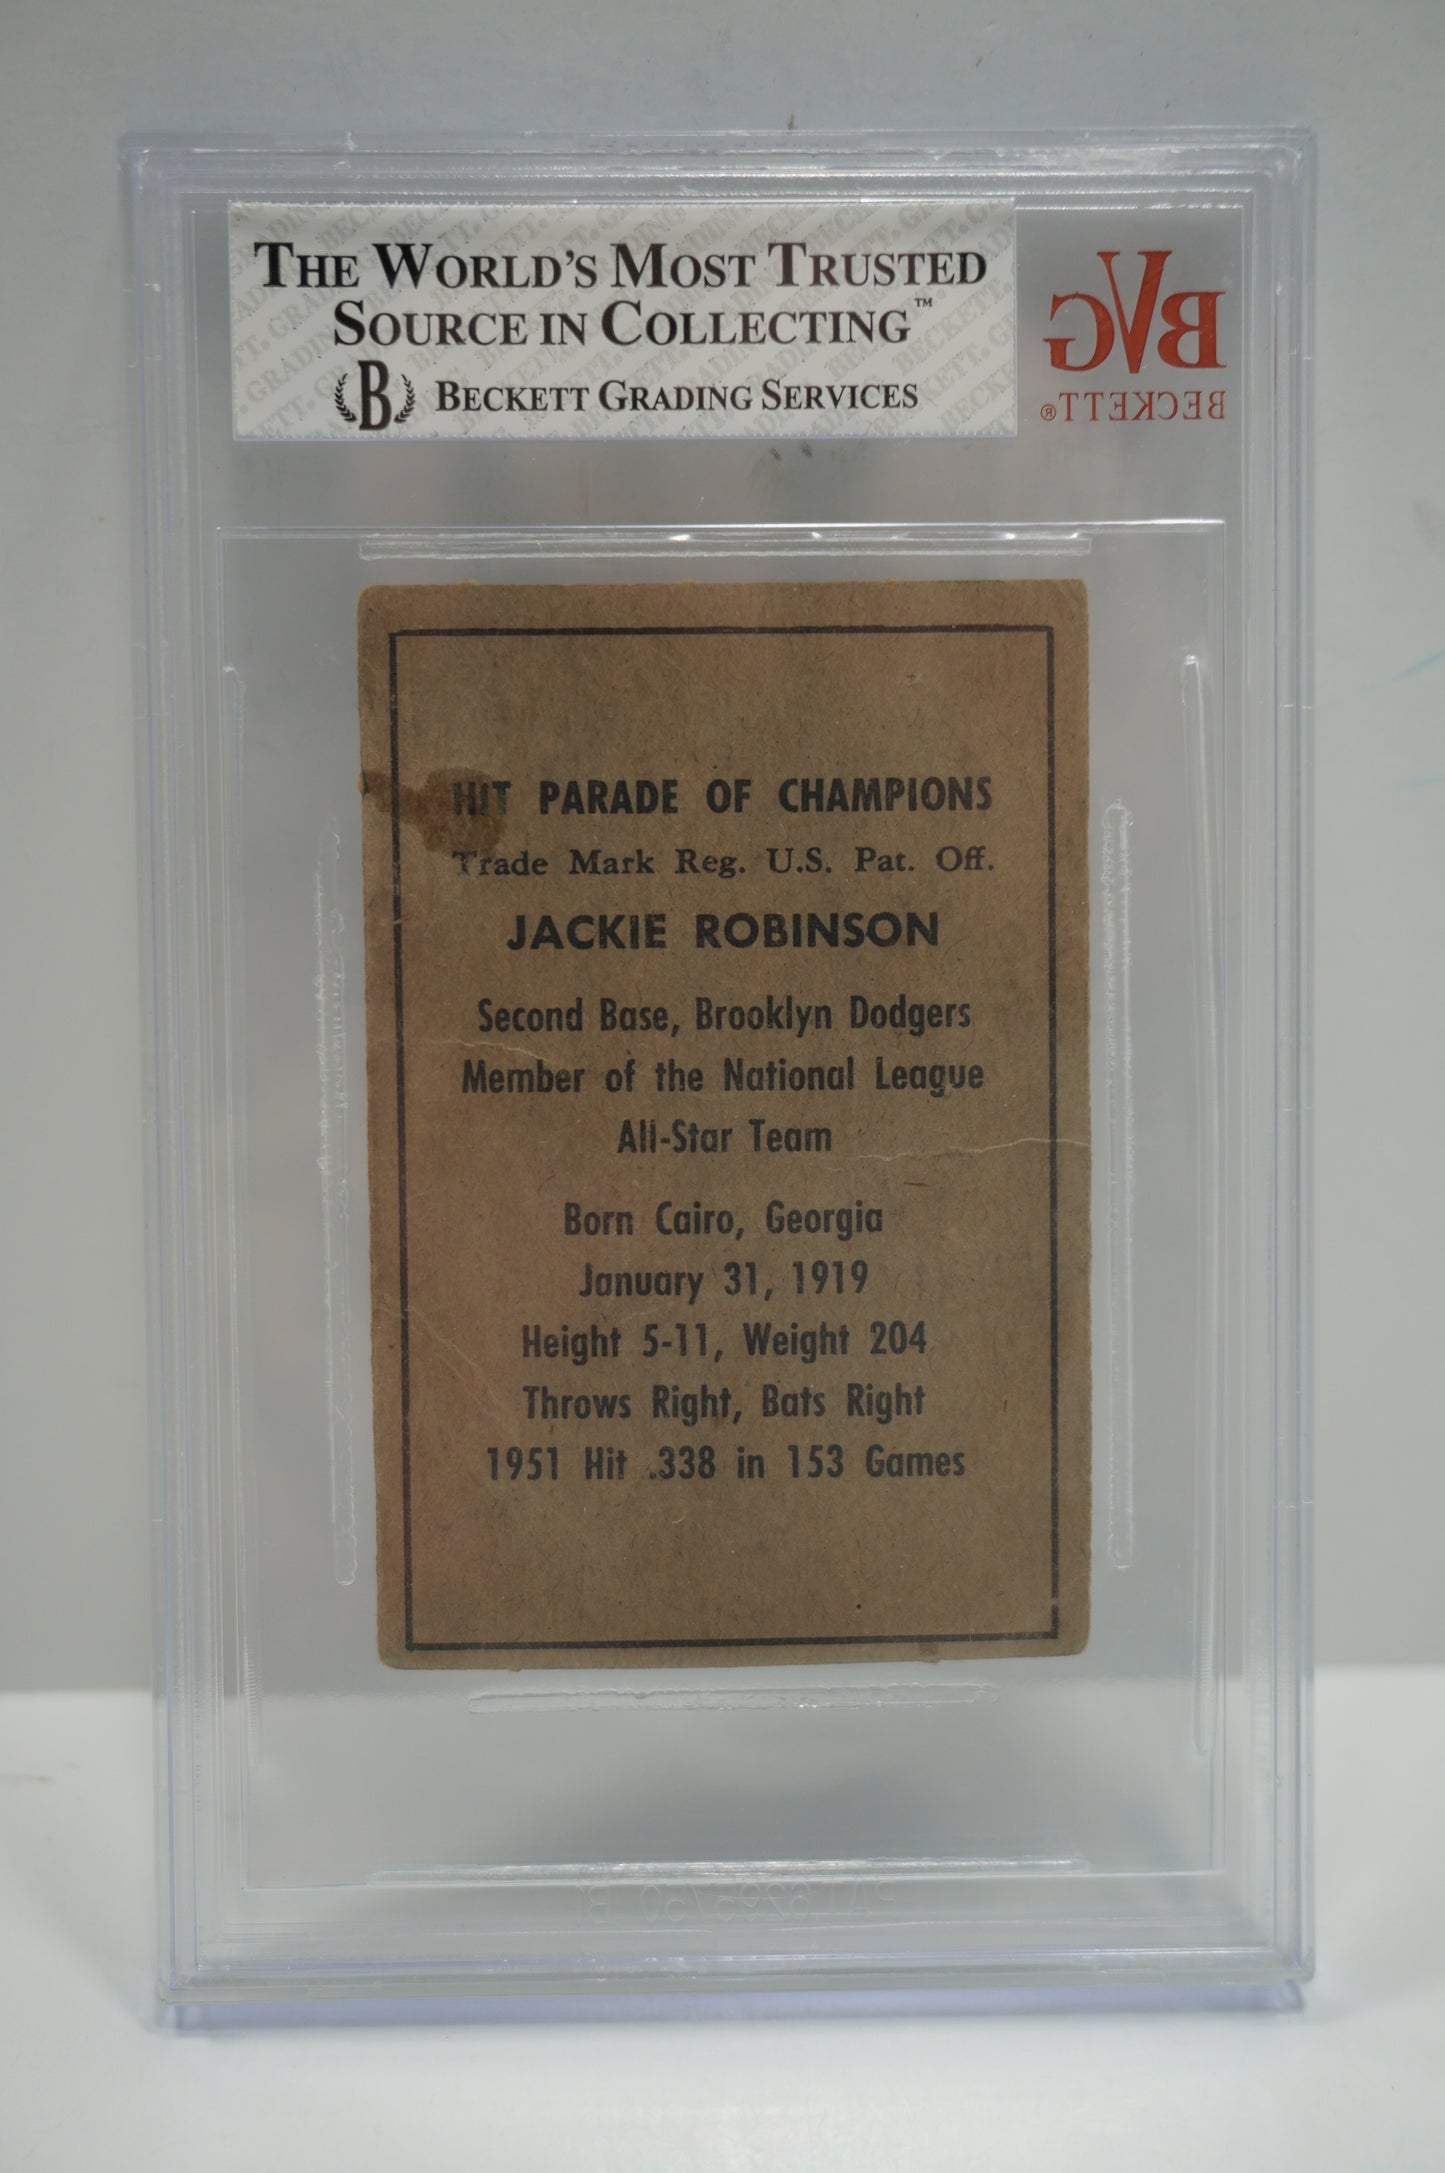 THE WORLD'S MOST TRUSTED
SOURCE IN COLLECTING™
B BECKETT GRADING SERVICES
BVG
BECKETT®
HIT PARADE OF CHAMPIONS
Trade Mark Reg. U.S. Pat. Off.
JACKIE ROBINSON
Second Base, Brooklyn Dodgers
Member of the National League
All-Star Team
Born Cairo, Georgia
January 31, 1919
Height 5-11, Weight 204
Throws Right, Bats Right
1951 Hit .338 in 153 Games